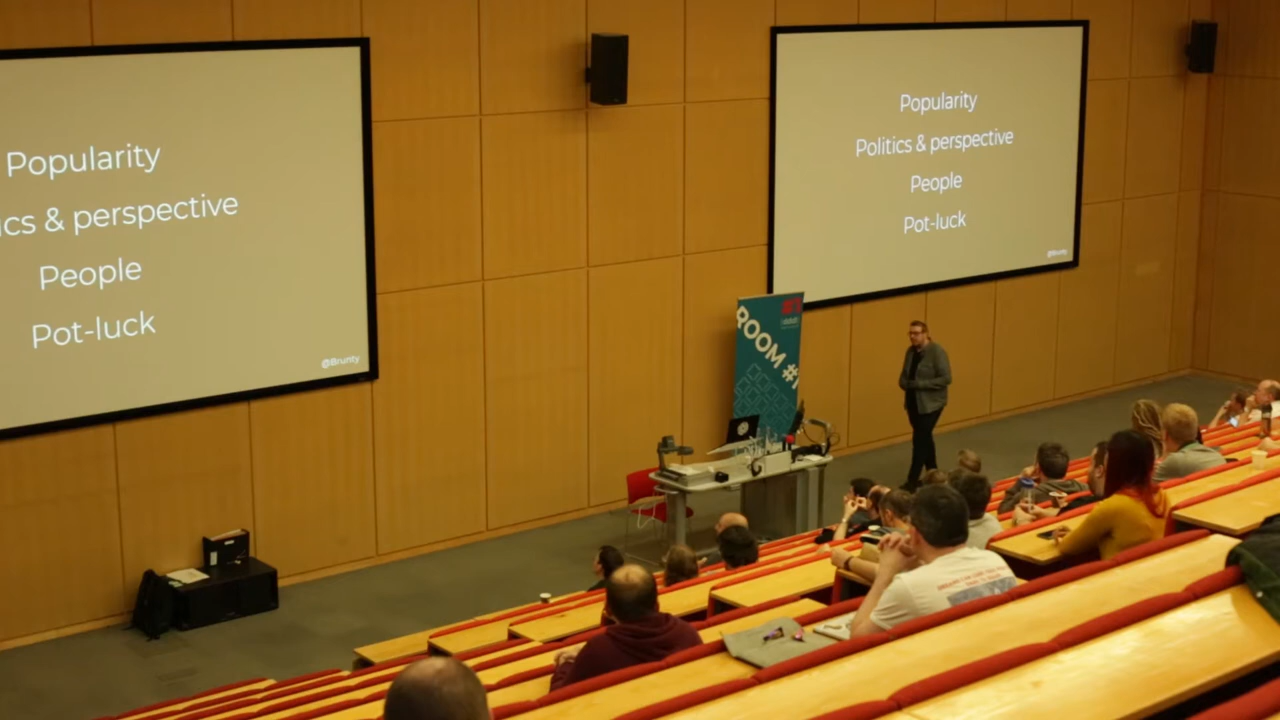 Popularity
ics & perspective
People
Pot-luck
@Brunty
Popularity
Politics & perspective
People
Pot-luck
@Brunty
ROOM #1